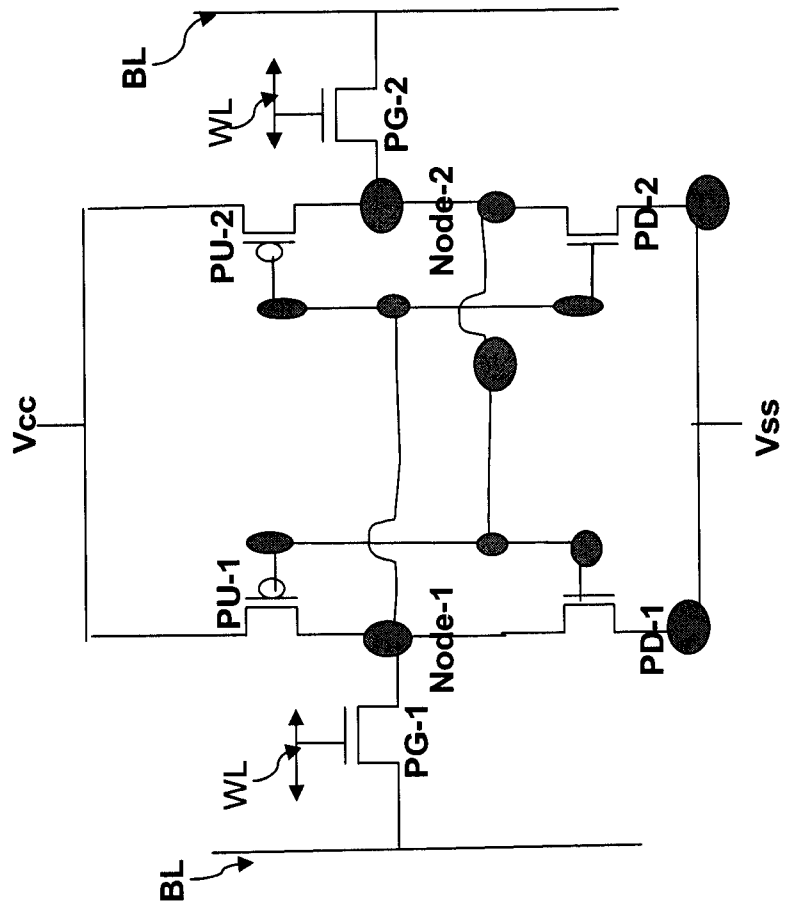 Vcc
BL
WL
PG-1
PU-1
Node-1
PD-1
PU-2
Node-2
PD-2
WL
PG-2
BL
Vss